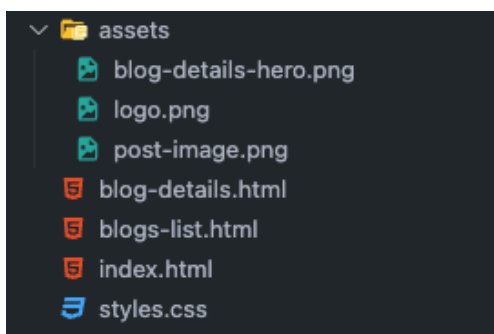 assets
blog-details-hero.png
logo.png
post-image.png
blog-details.html
blogs-list.html
index.html
styles.css